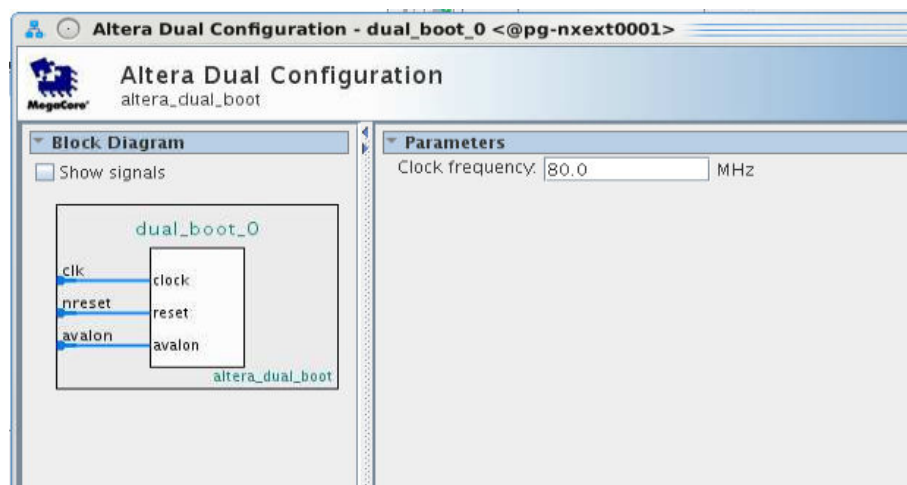 Altera Dual Configuration - dual_boot_0 <@pg-nxext0001>
MegaCore®
Altera Dual Configuration
altera_dual_boot
Block Diagram
Show signals
dual_boot_0
clk
clock
nreset
reset
avalon
avalon
altera_dual_boot
Parameters
Clock frequency: 80.0 MHz